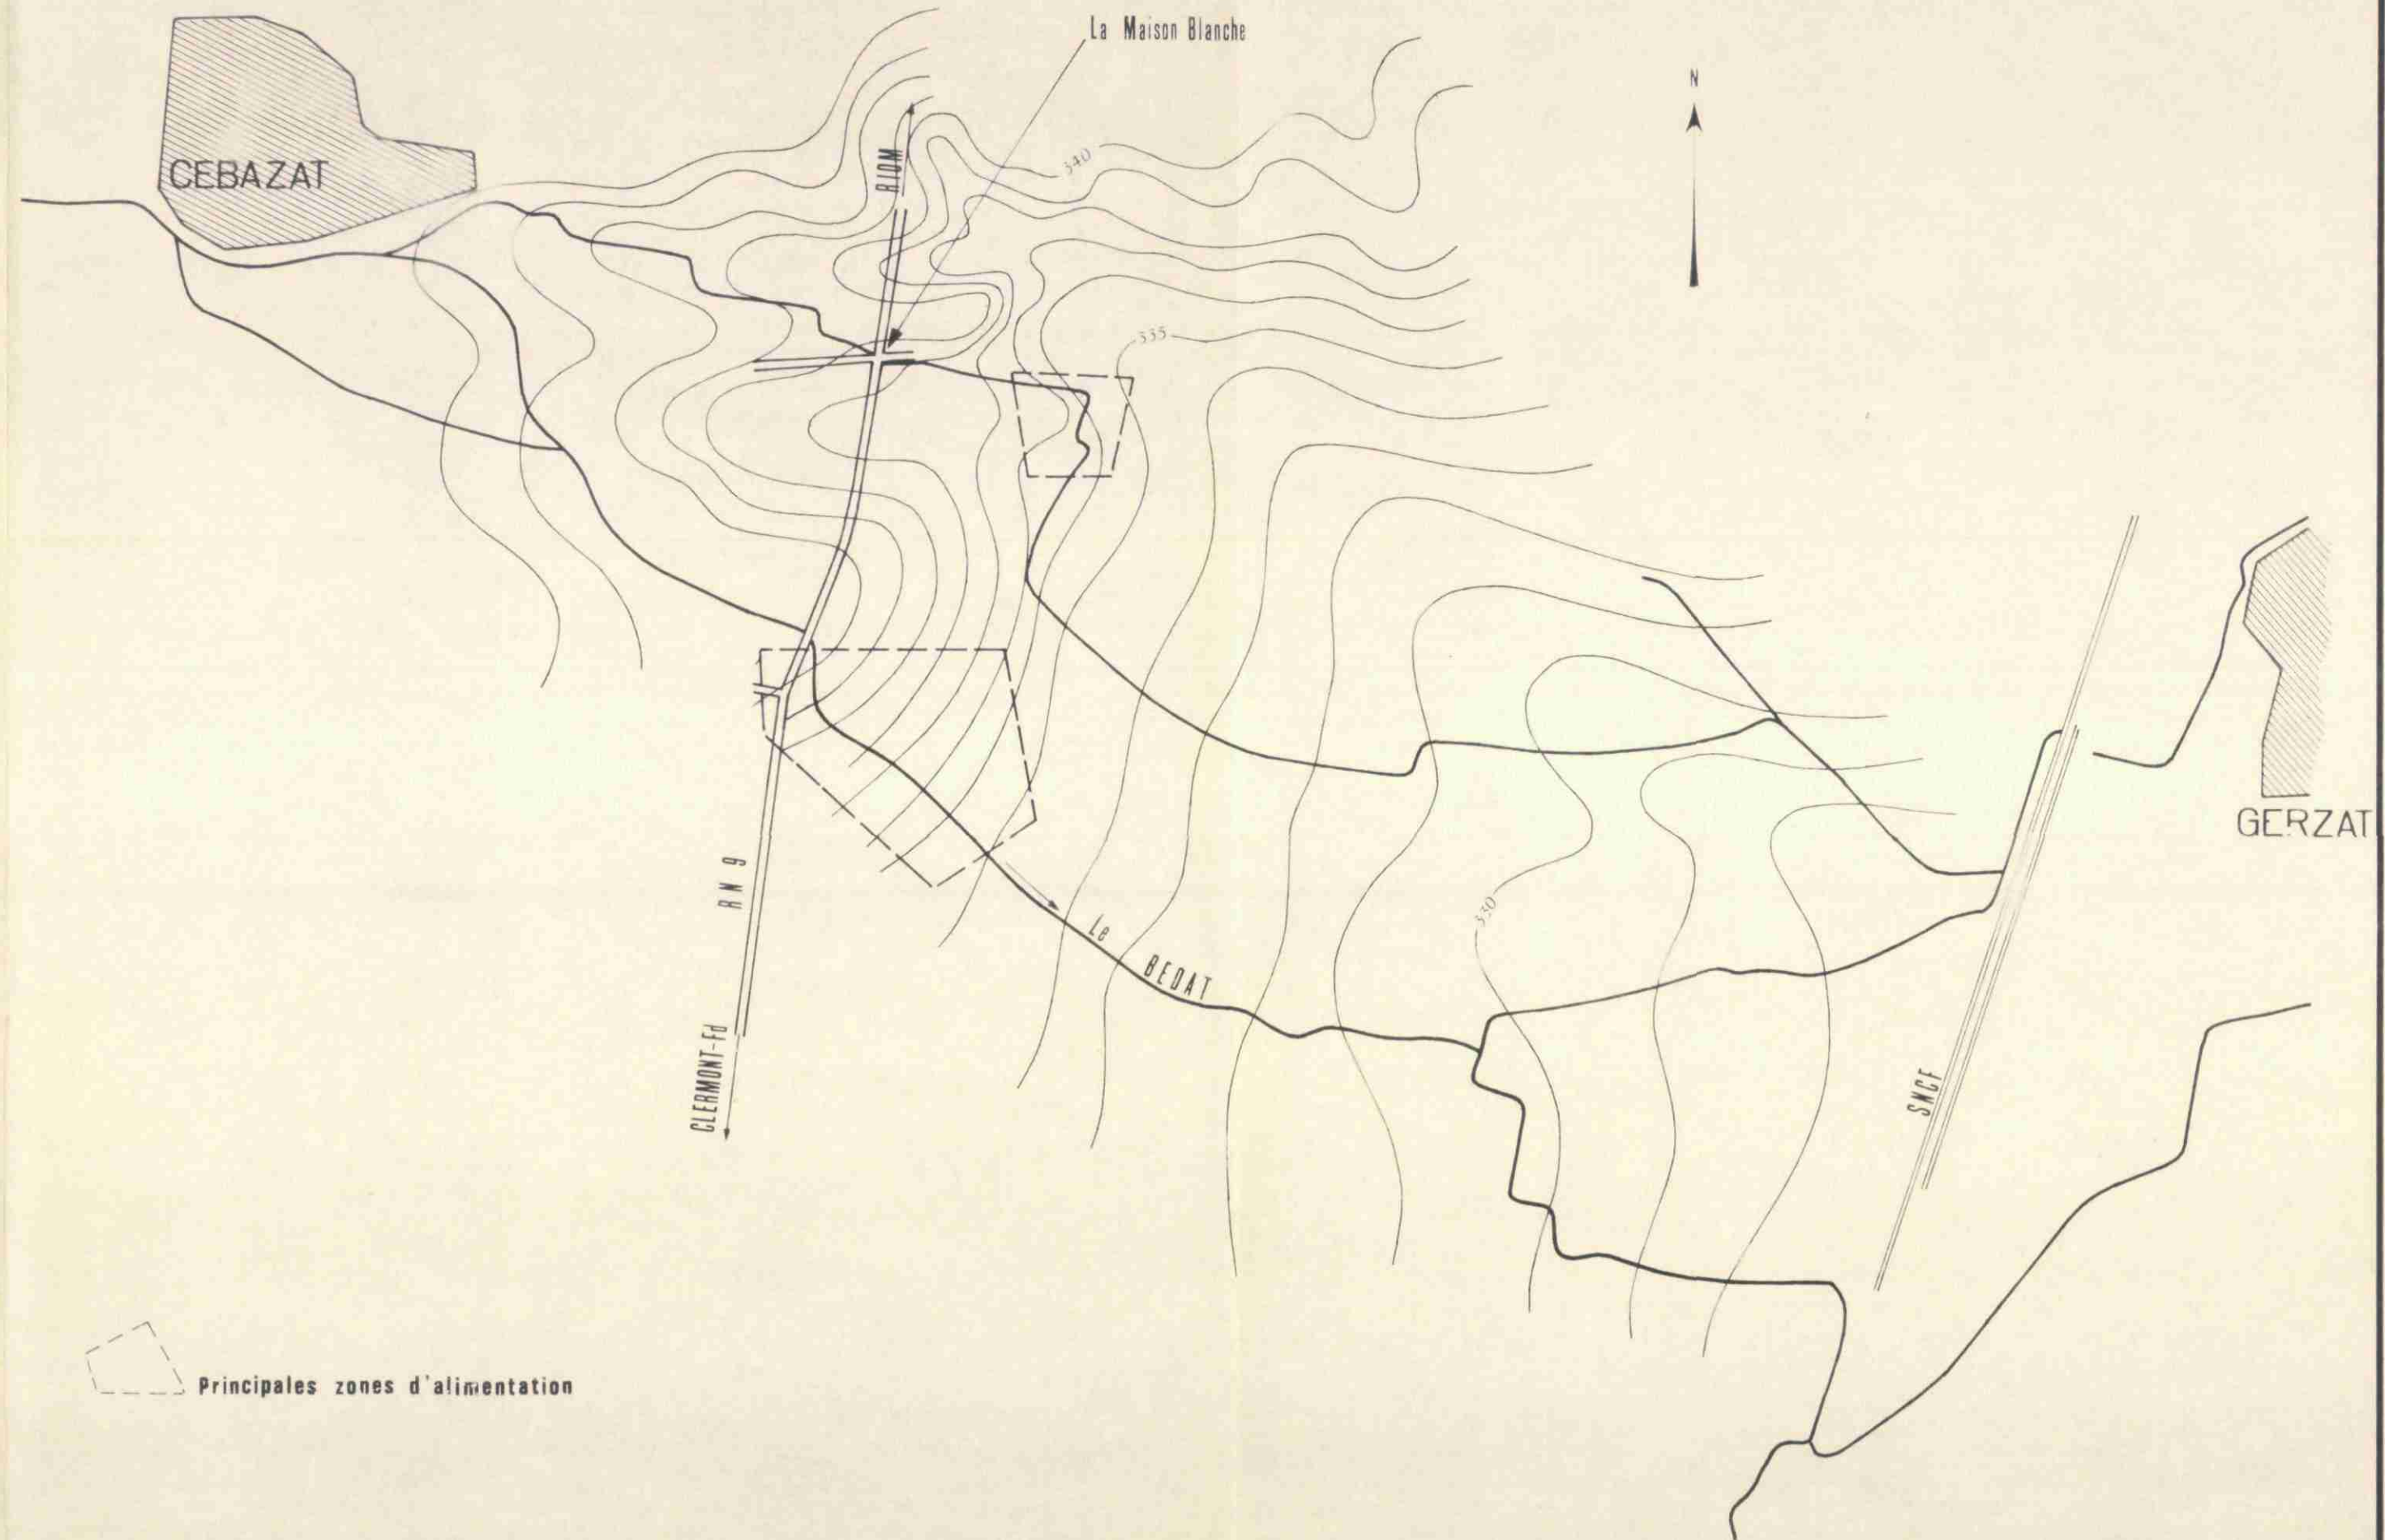 La Maison Blanche
N
340
RIOM
CEBAZAT
335
GERZAT
RN 9
330
Le BEDAT
CLERMONT-Fd
SNCF
Principales zones d'alimentation